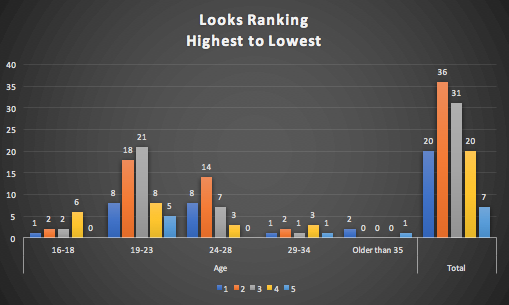 Looks Ranking
Highest to Lowest
40
35
30
25
20
15
10
5
0
1 2 2 6 0
8 18 21 8 5
8 14 7 3 0
1 2 1 3 1
2 0 0 0 1
20 36 31 20 7
16-18 19-23 24-28 29-34 Older than 35
Age Total
1 2 3 4 5